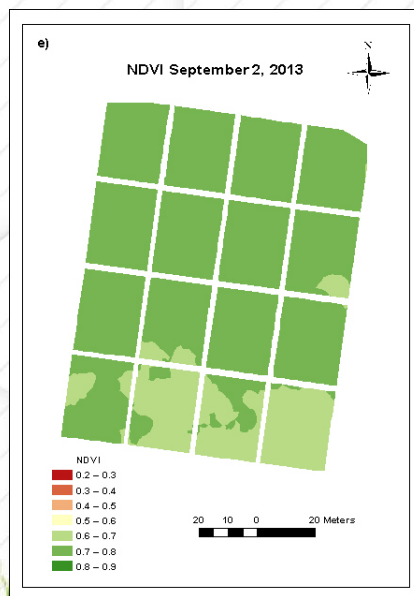 e)
N
NDVI September 2, 2013
NDVI
0.2 – 0.3
0.3 – 0.4
0.4 – 0.5
0.5 – 0.6
0.6 – 0.7
0.7 – 0.8
0.8 – 0.9
20 10 0 20 Meters